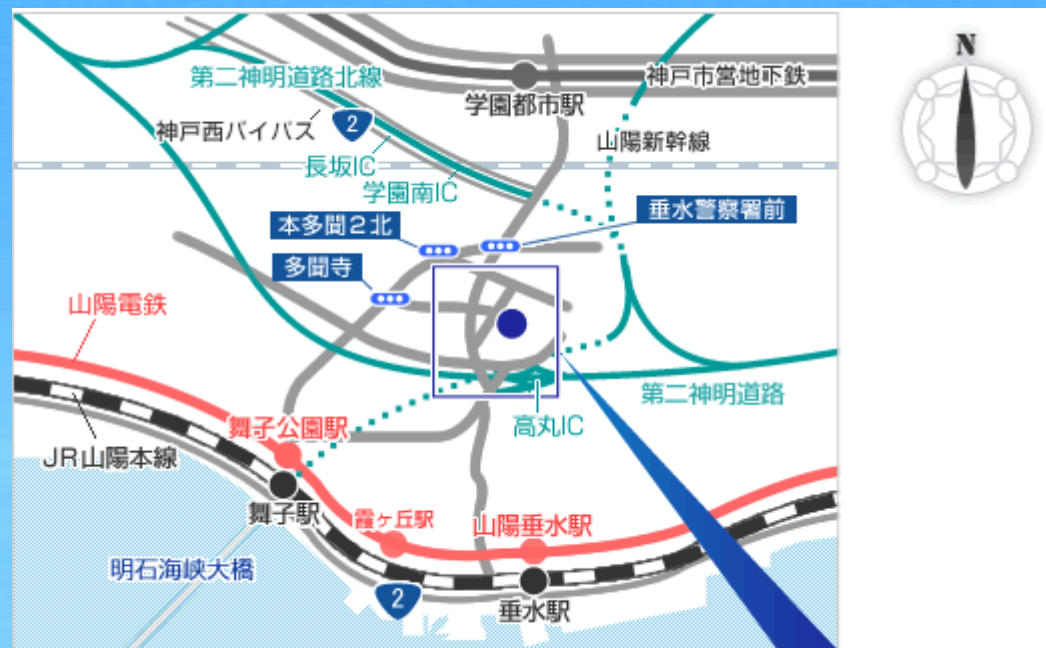 N
第二神明道路北線
神戸市営地下鉄
学園都市駅
2
神戸西バイパス
山陽新幹線
長坂IC
学園南IC
垂水警察署前
本多聞2北
多聞寺
山陽電鉄
第二神明道路
高丸IC
舞子公園駅
JR山陽本線
舞子駅
霞ヶ丘駅
山陽垂水駅
明石海峡大橋
2
垂水駅